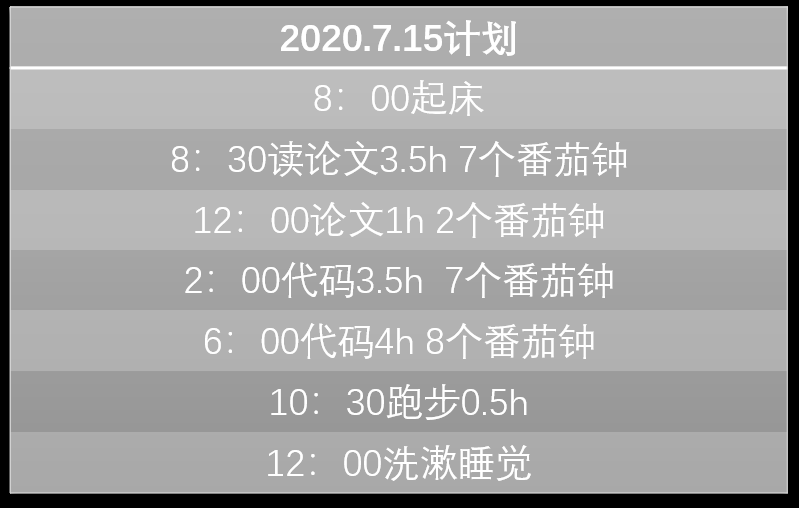 2020.7.15计划
8：00起床
8：30读论文3.5h 7个番茄钟
12：00论文1h 2个番茄钟
2：00代码3.5h  7个番茄钟
6：00代码4h 8个番茄钟
10：30跑步0.5h
12：00洗漱睡觉